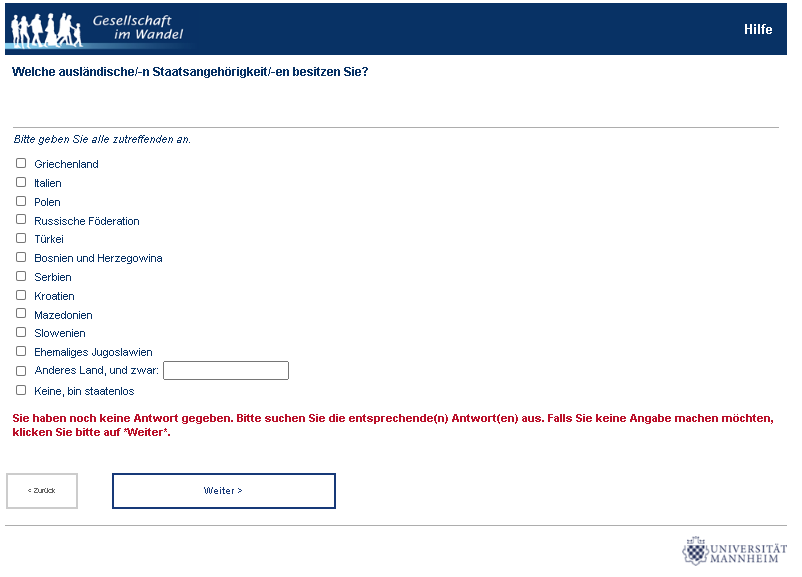 Gesellschaft
im Wandel
Hilfe
Welche ausländische/-n Staatsangehörigkeit/-en besitzen Sie?
Bitte geben Sie alle zutreffenden an.
Griechenland
Italien
Polen
Russische Föderation
Türkei
Bosnien und Herzegowina
Serbien
Kroatien
Mazedonien
Slowenien
Ehemaliges Jugoslawien
Anderes Land, und zwar:
Keine, bin staatenlos
Sie haben noch keine Antwort gegeben. Bitte suchen Sie die entsprechende(n) Antwort(en) aus. Falls Sie keine Angabe machen möchten,
klicken Sie bitte auf "Weiter".
< Zurück
Weiter >
UNIVERSITÄT
MANNHEIM